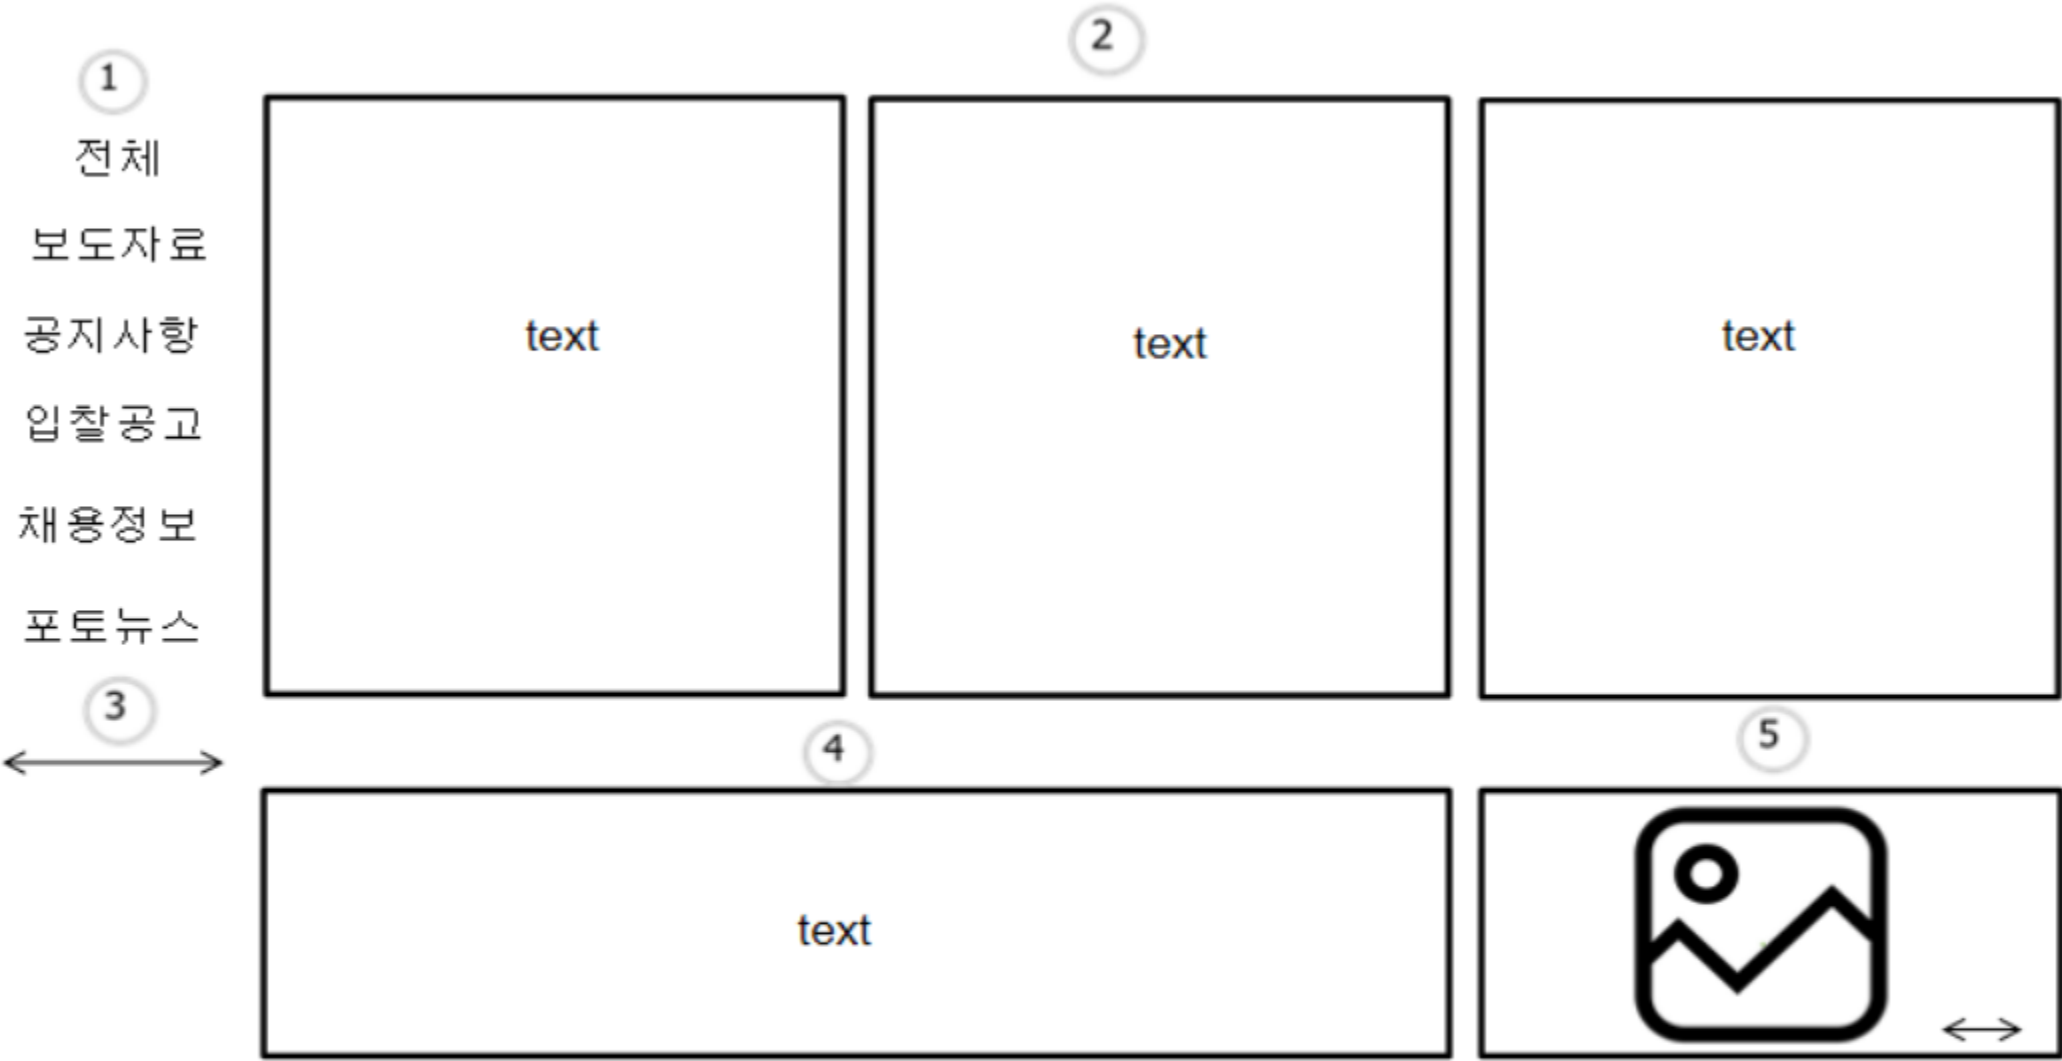 2
1
전체
보도자료
공지사항
입찰공고
채용정보
포토뉴스
text
text
text
3
4
5
text